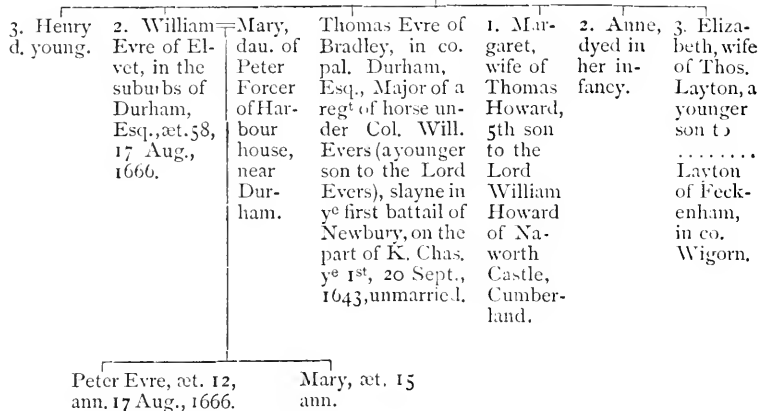 3. Henry
d. young.
2. William
Evre of El-
vet, in the
suburbs of
Durham,
Esq., æt. 58,
17 Aug.,
1666.
Mary,
dau. of
Peter
Forcer
of Har-
bour
house,
near
Dur-
ham.
Thomas Evre of
Bradley, in co.
pal. Durham,
Esq., Major of a
regt of horse un-
der Col. Will.
Evers (a younger
son to the Lord
Evers), slayne in
ye first battail of
Newbury, on the
part of K. Chas.
ye 1st, 20 Sept.,
1643, unmarried.
1. Mar-
garet,
wife of
Thomas
Howard,
5th son
to the
Lord
William
Howard
of Na-
worth
Castle,
Cumber-
land.
2. Anne,
dyed in
her in-
fancy.
3. Eliza-
beth, wife
of Thos.
Layton, a
younger
son to
........
Layton
of Feck-
enham,
in co.
Wigorn.
Peter Evre, æt. 12,
ann. 17 Aug., 1666.
Mary, æt. 15
ann.